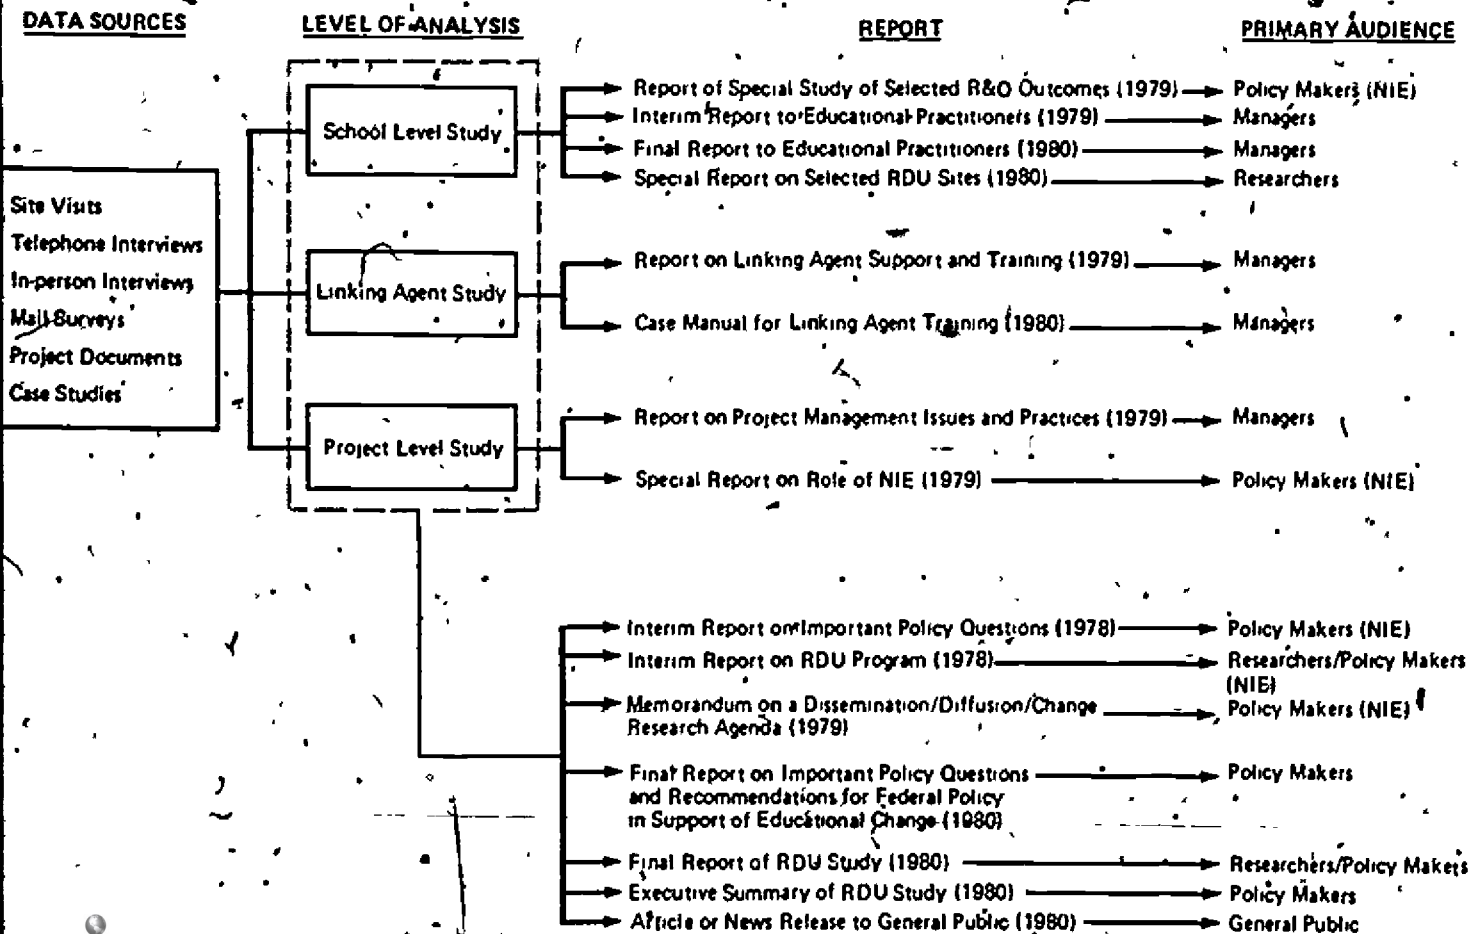 DATA SOURCES
LEVEL OF ANALYSIS
REPORT
PRIMARY AUDIENCE
Site Visits
Telephone Interviews
In-person Interviews
Mail Surveys
Project Documents
Case Studies
School Level Study
Report of Special Study of Selected R&O Outcomes (1979)
Policy Makers (NIE)
Interim Report to Educational Practitioners (1979)
Managers
Final Report to Educational Practitioners (1980)
Managers
Special Report on Selected RDU Sites (1980)
Researchers
Linking Agent Study
Report on Linking Agent Support and Training (1979)
Managers
Case Manual for Linking Agent Training (1980)
Managers
Project Level Study
Report on Project Management Issues and Practices (1979)
Managers
Special Report on Role of NIE (1979)
Policy Makers (NIE)
Interim Report on Important Policy Questions (1978)
Policy Makers (NIE)
Interim Report on RDU Program (1978)
Researchers/Policy Makers
(NIE)
Memorandum on a Dissemination/Diffusion/Change
Research Agenda (1979)
Policy Makers (NIE)
Final Report on Important Policy Questions
and Recommendations for Federal Policy
in Support of Educational Change (1980)
Policy Makers
Final Report of RDU Study (1980)
Researchers/Policy Makers
Executive Summary of RDU Study (1980)
Policy Makers
Article or News Release to General Public (1980)
General Public